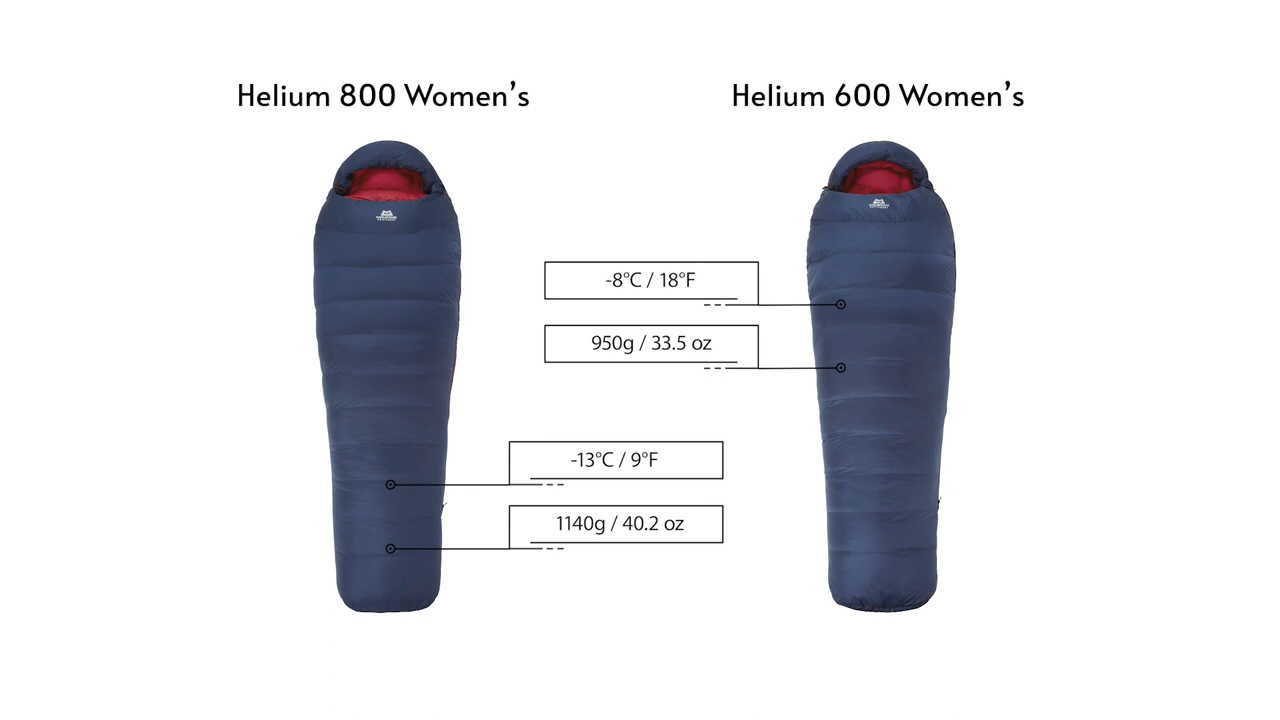 Helium 800 Women's
Helium 600 Women's
-8°C / 18°F
950g / 33.5 oz
-13°C / 9°F
1140g / 40.2 oz